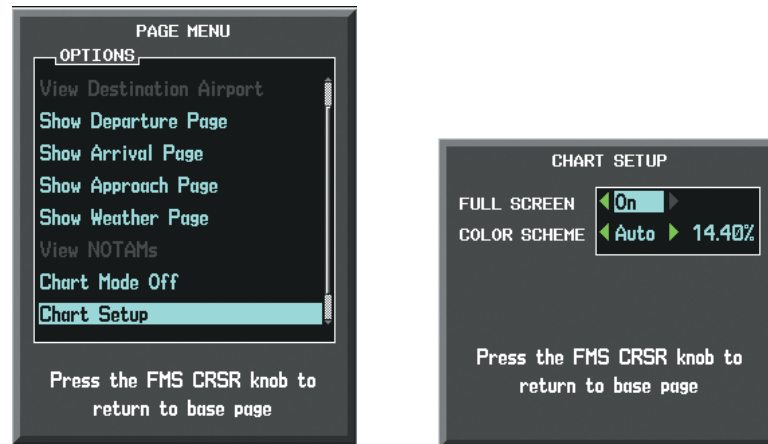 PAGE MENU
OPTIONS
View Destination Airport
Show Departure Page
Show Arrival Page
Show Approach Page
Show Weather Page
View NOTAMs
Chart Mode Off
Chart Setup
Press the FMS CRSR knob to
return to base page
CHART SETUP
FULL SCREEN On
COLOR SCHEME Auto 14.40%
Press the FMS CRSR knob to
return to base page